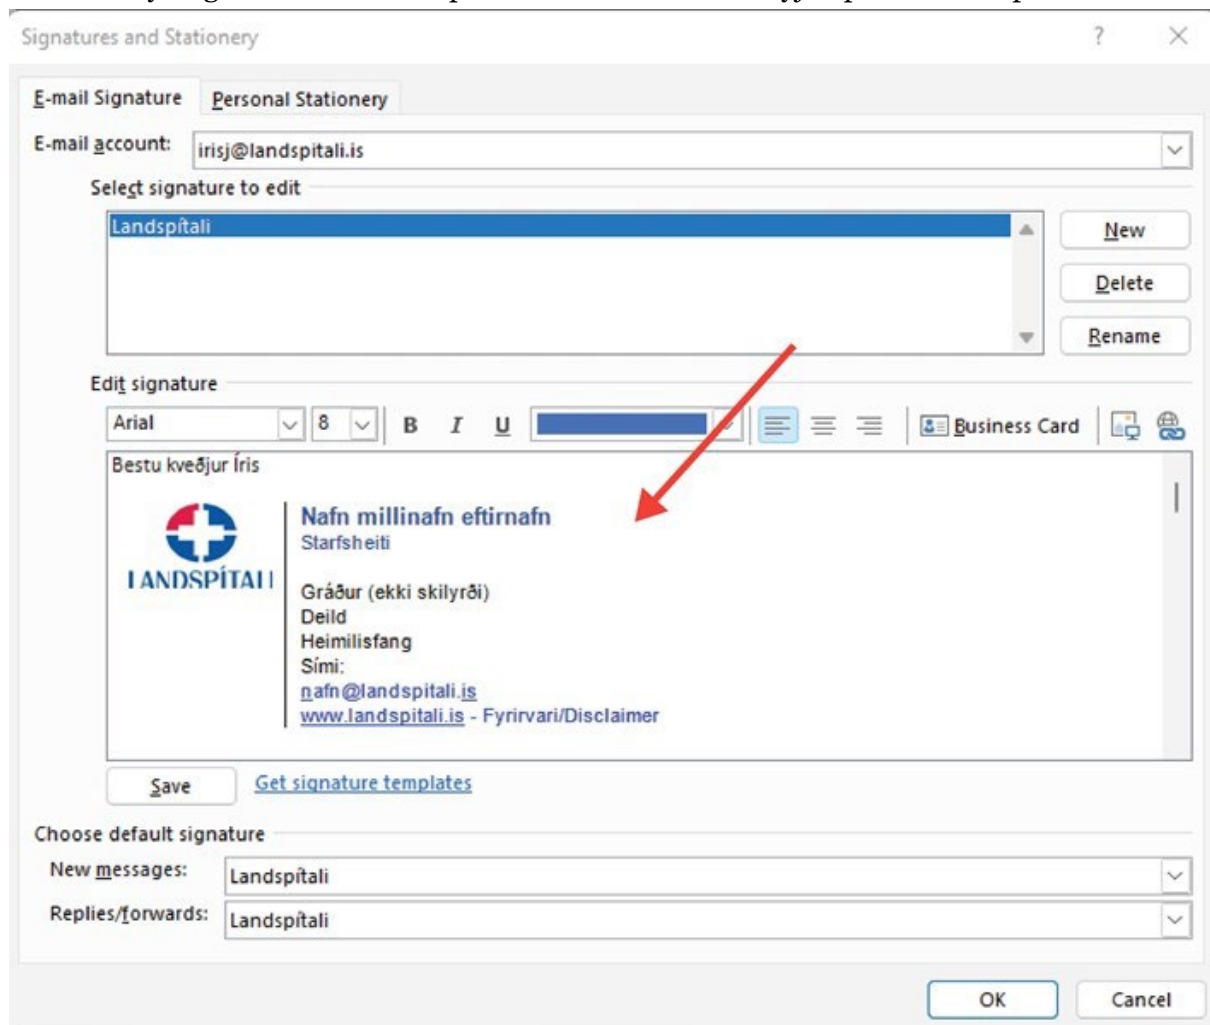 Signatures and Stationery ?
E-mail Signature Personal Stationery
E-mail account: irisj@landspitali.is
Select signature to edit
Landspítali
New
Delete
Rename
Edit signature
Arial 8 B I U Business Card
Bestu kveðjur Íris
LANDSPÍTALI
Nafn millinafn eftirnafn
Starfsheiti
Gráður (ekki skilyrði)
Deild
Heimilisfang
Sími:
nafn@landspitali.is
www.landspitali.is - Fyrirvari/Disclaimer
Save Get signature templates
Choose default signature
New messages: Landspítali
Replies/forwards: Landspítali
OK Cancel